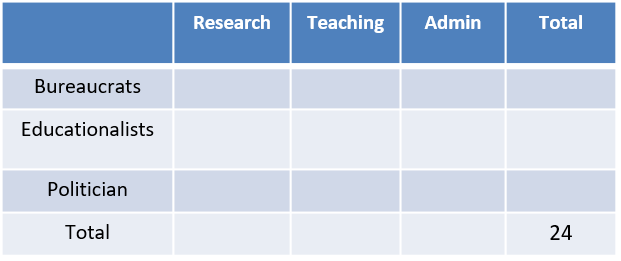 Research Teaching Admin Total
Bureaucrats
Educationalists
Politician
Total 24